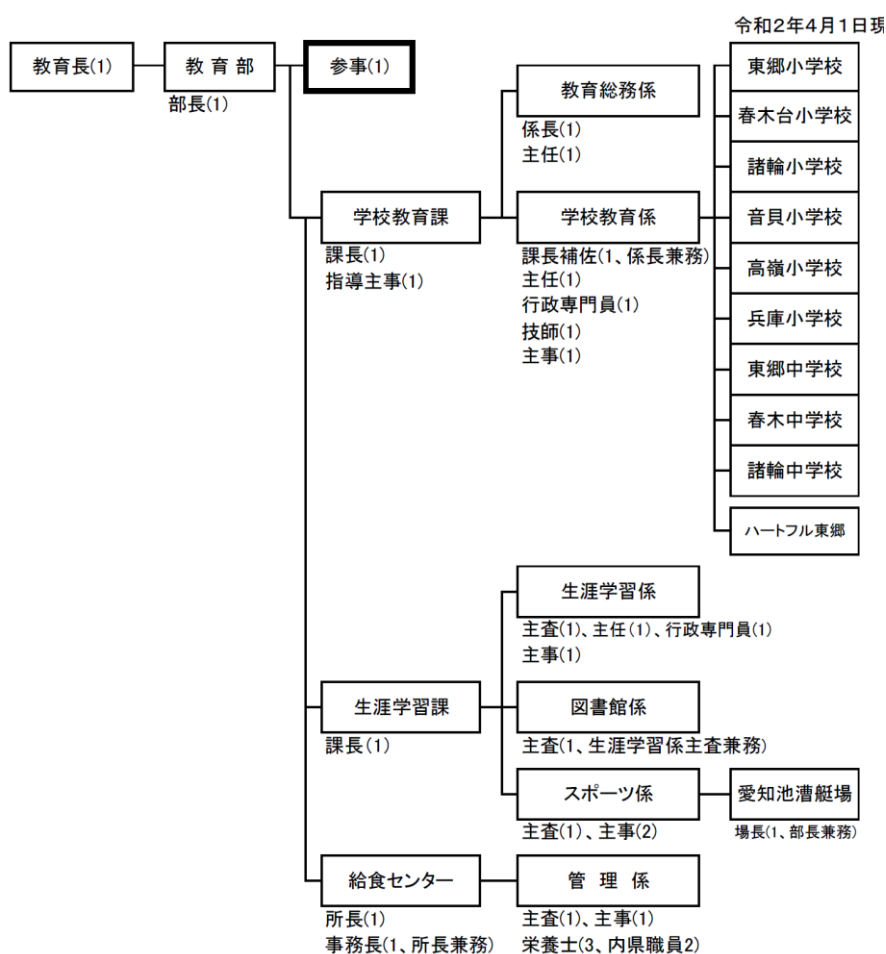 令和2年4月1日現
教育長(1)
教育部
部長(1)
参事(1)
学校教育課
課長(1)
指導主事(1)
教育総務係
係長(1)
主任(1)
学校教育係
課長補佐(1、係長兼務)
主任(1)
行政専門員(1)
技師(1)
主事(1)
東郷小学校
春木台小学校
諸輪小学校
音貝小学校
高嶺小学校
兵庫小学校
東郷中学校
春木中学校
諸輪中学校
ハートフル東郷
生涯学習課
課長(1)
生涯学習係
主査(1)、主任(1)、行政専門員(1)
主事(1)
図書館係
主査(1、生涯学習係主査兼務)
スポーツ係
主査(1)、主事(2)
愛知池漕艇場
場長(1、部長兼務)
給食センター
所長(1)
事務長(1、所長兼務)
管理係
主査(1)、主事(1)
栄養士(3、内県職員2)